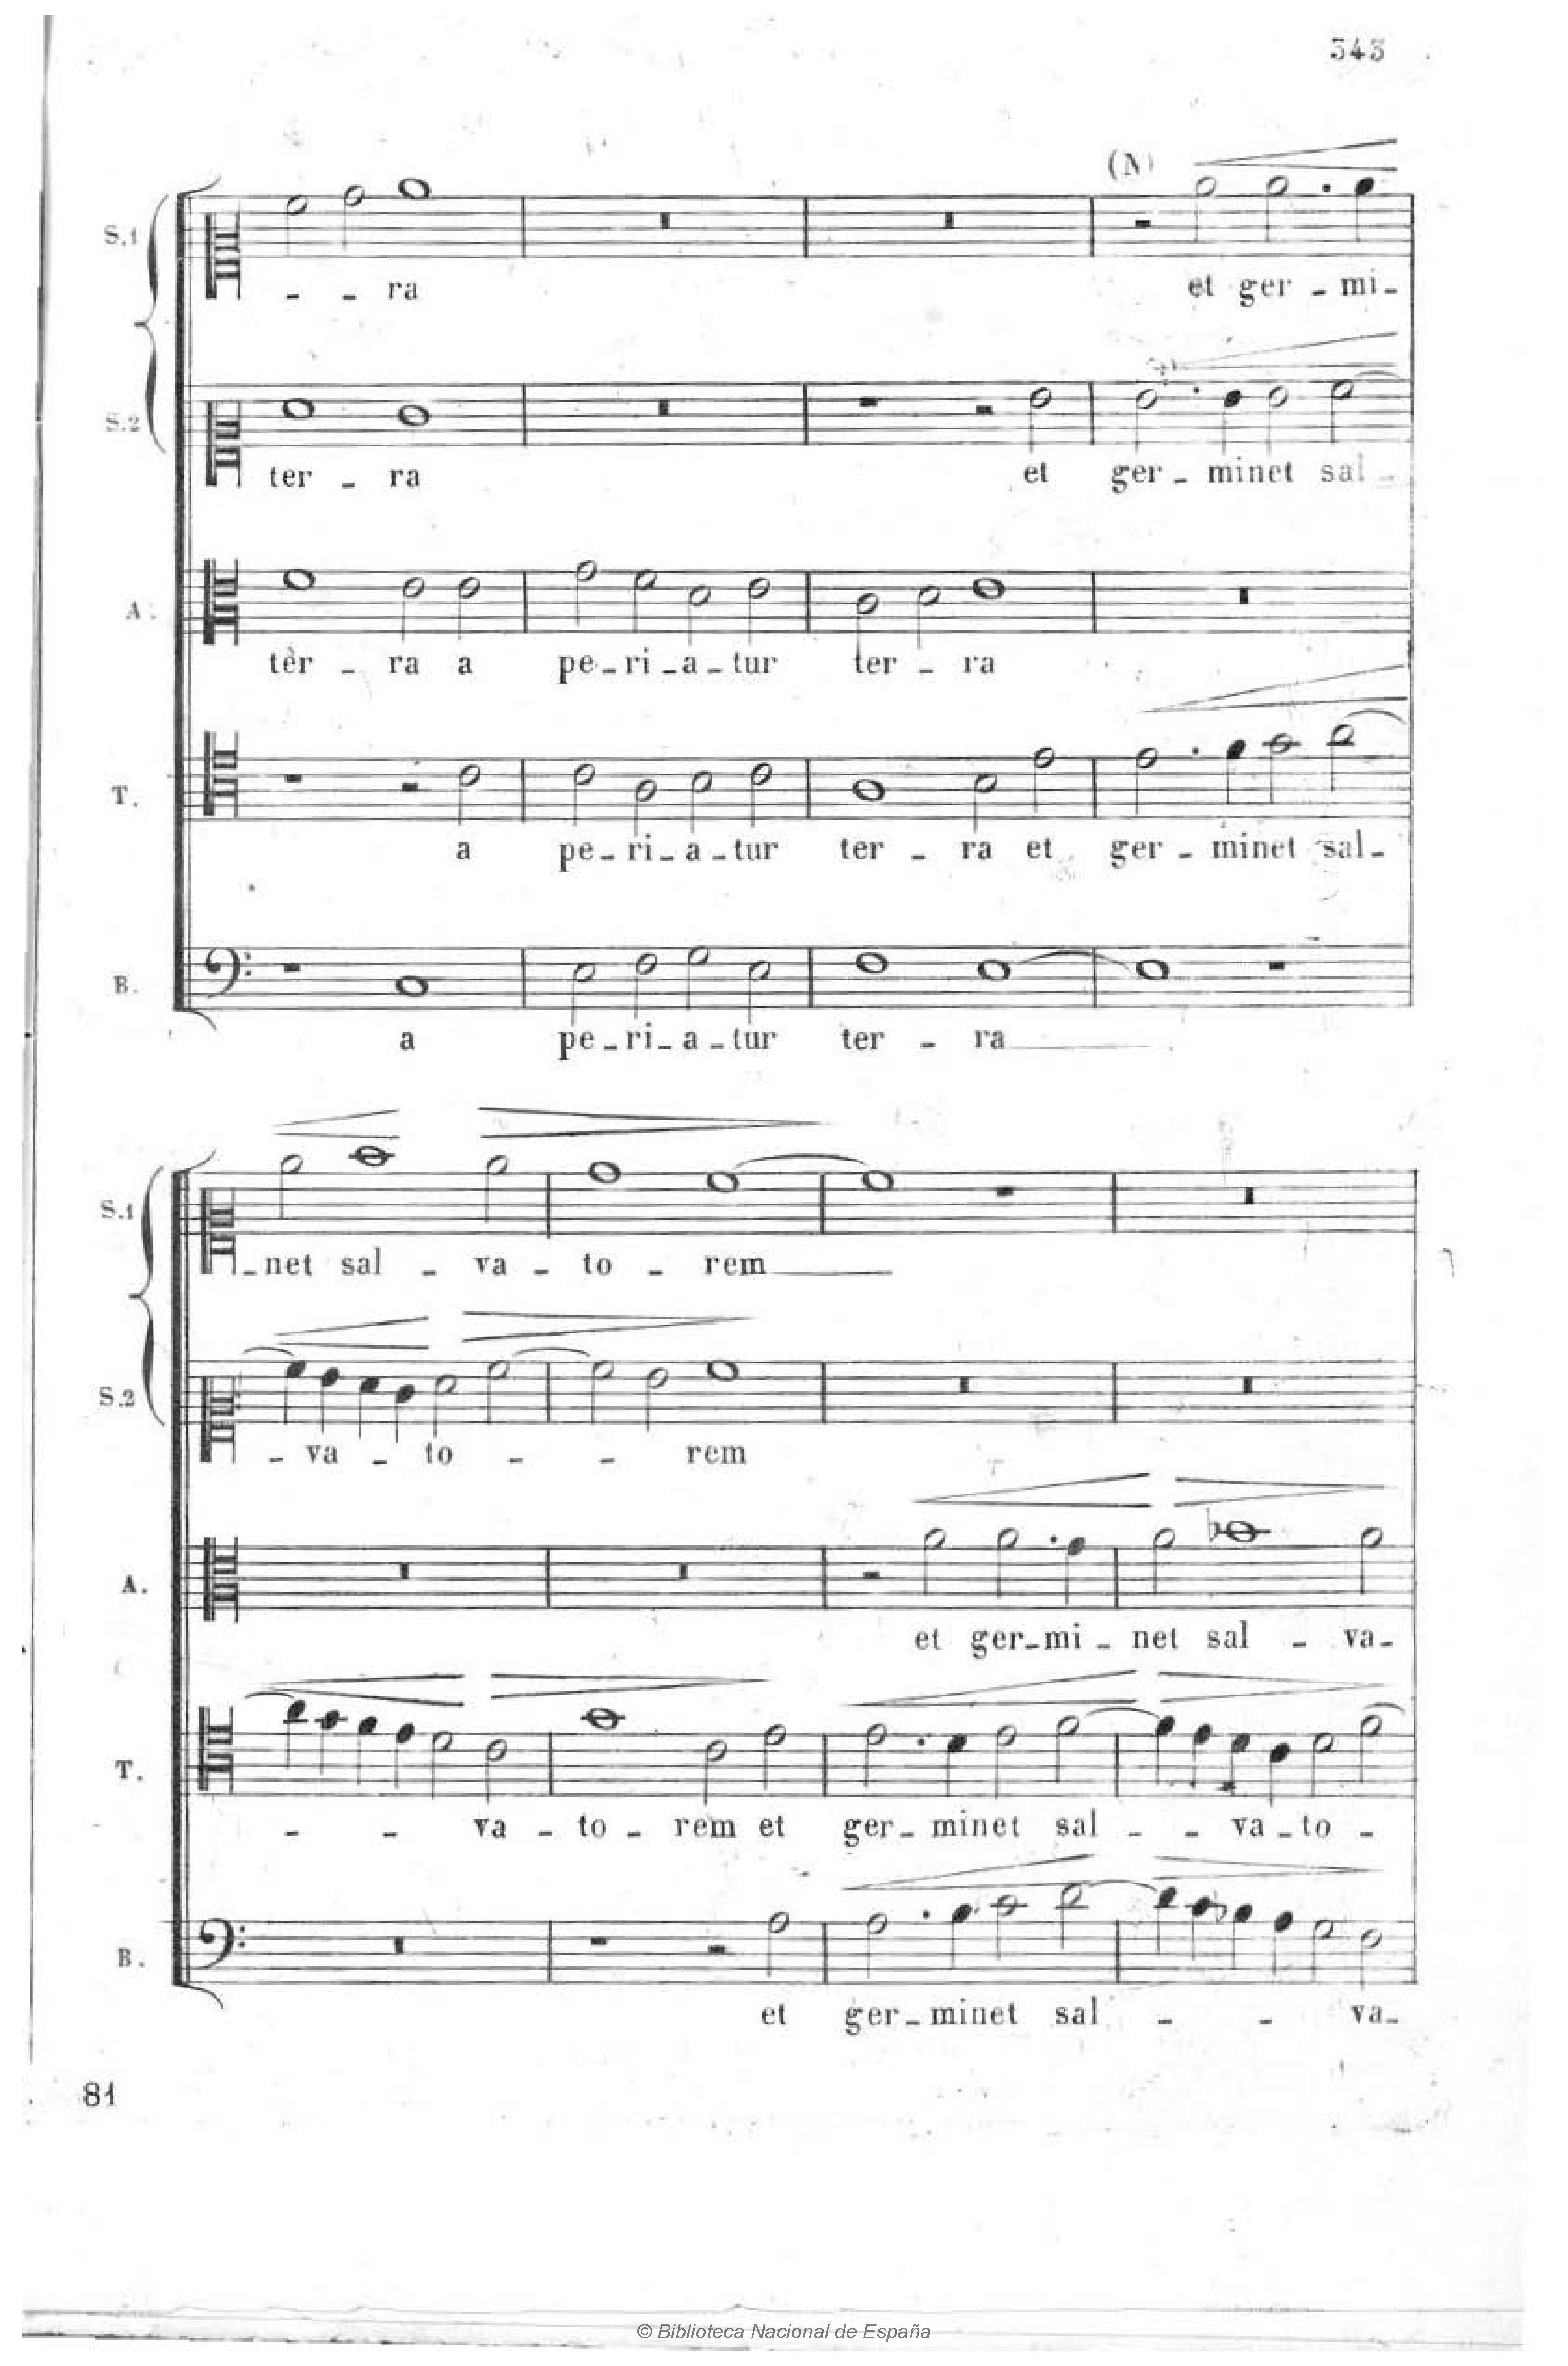 343
(N)
S.1
- - ra et ger - mi-
S.2
ter - ra et ger - minet sal -
A.
ter - ra a pe-ri-a-tur ter - ra
T.
a pe-ri-a-tur ter - ra et ger - minet sal-
B.
a pe-ri-a-tur ter - ra
S.1
-net sal - va - to - rem
S.2
- va - to - - rem
A.
et ger-mi - net sal - va-
T.
- - va - to - rem et ger- minet sal - - va-to -
B.
et ger-minet sal - - va-
81
© Biblioteca Nacional de España